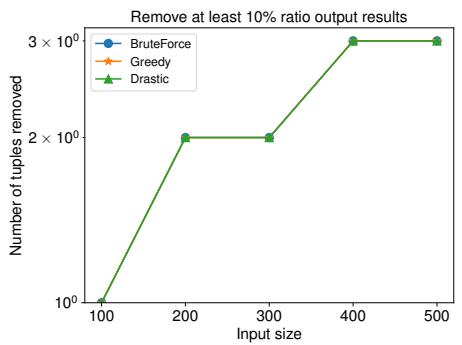 Remove at least 10% ratio output results
BruteForce
Greedy
Drastic
Number of tuples removed
3 × 10⁰
2 × 10⁰
10⁰
100 200 300 400 500
Input size